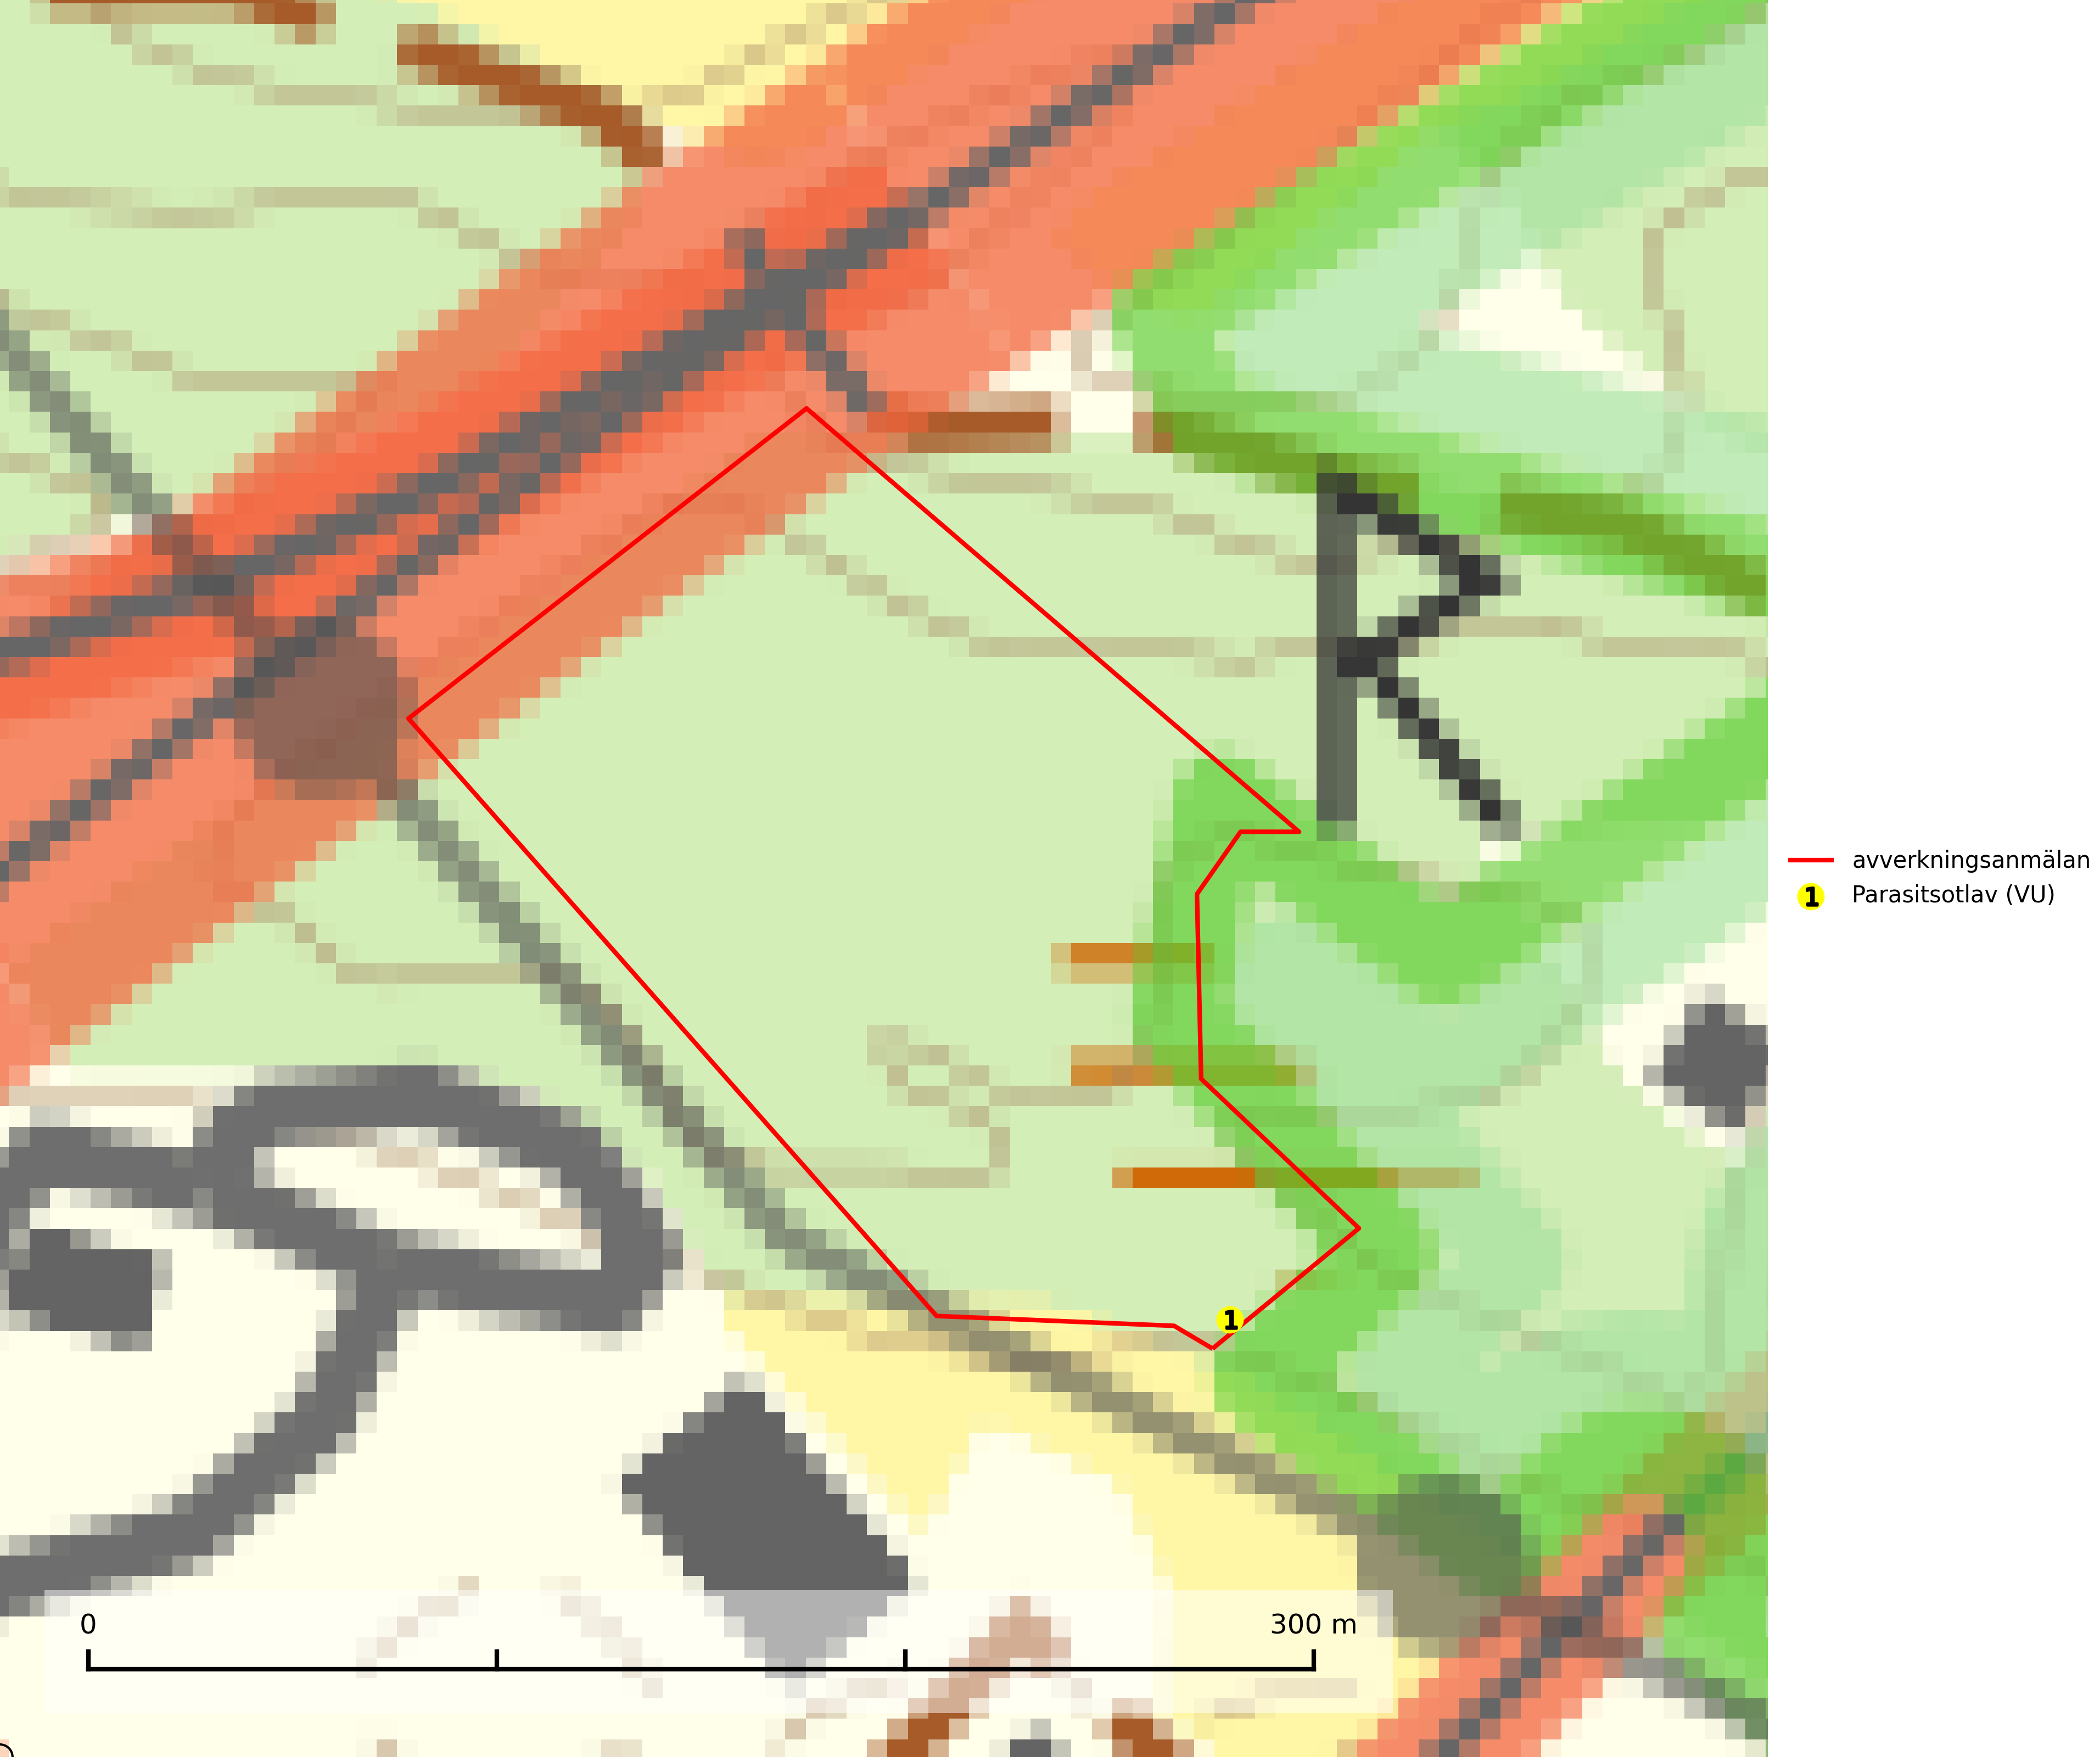 K
avverkningsanmälan
1 Parasitsotlav (VU)
1
0 300 m